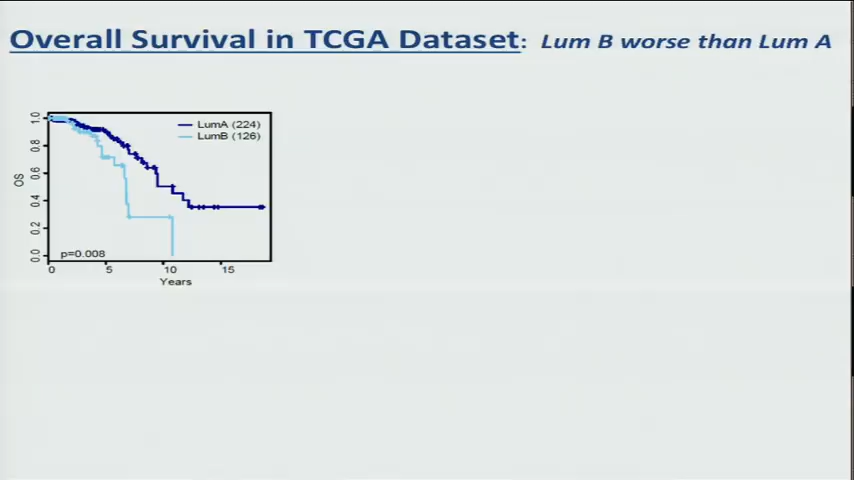 Overall Survival in TCGA Dataset: Lum B worse than Lum A
LumA (224)
LumB (126)
1.0
0.8
0.6
0.4
0.2
0.0
OS
p=0.008
0 5 10 15
Years